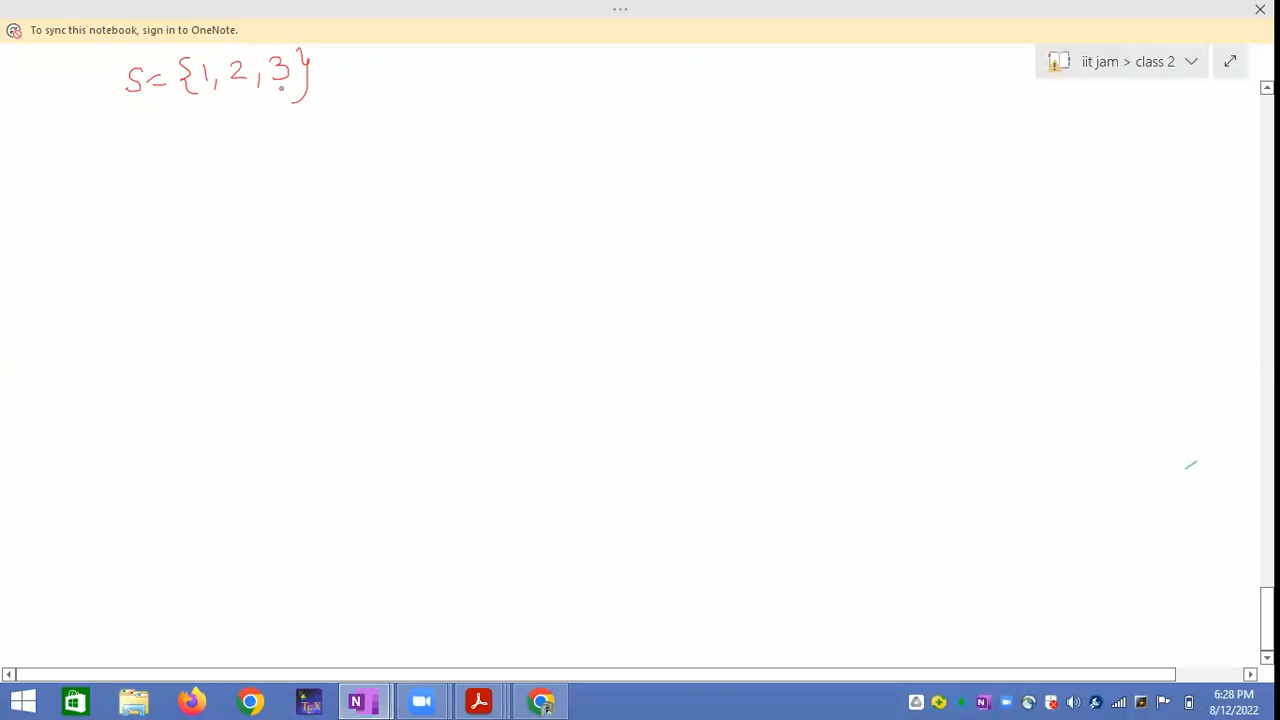 To sync this notebook, sign in to OneNote.
S = {1, 2, 3}
iit jam > class 2
6:28 PM
8/12/2022